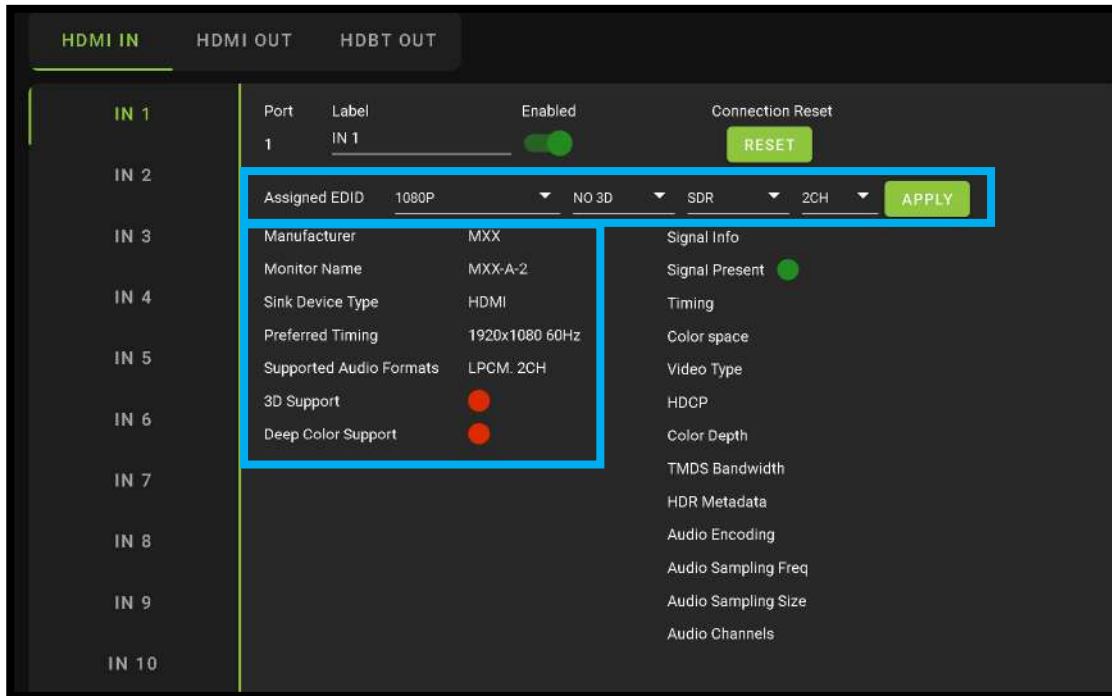 HDMI IN HDMI OUT HDBT OUT
IN 1
IN 2
IN 3
IN 4
IN 5
IN 6
IN 7
IN 8
IN 9
IN 10
Port Label Enabled Connection Reset
1 IN 1 RESET
Assigned EDID 1080P NO 3D SDR 2CH APPLY
Manufacturer MXX
Monitor Name MXX-A-2
Sink Device Type HDMI
Preferred Timing 1920x1080 60Hz
Supported Audio Formats LPCM. 2CH
3D Support
Deep Color Support
Signal Info
Signal Present
Timing
Color space
Video Type
HDCP
Color Depth
TMDS Bandwidth
HDR Metadata
Audio Encoding
Audio Sampling Freq
Audio Sampling Size
Audio Channels